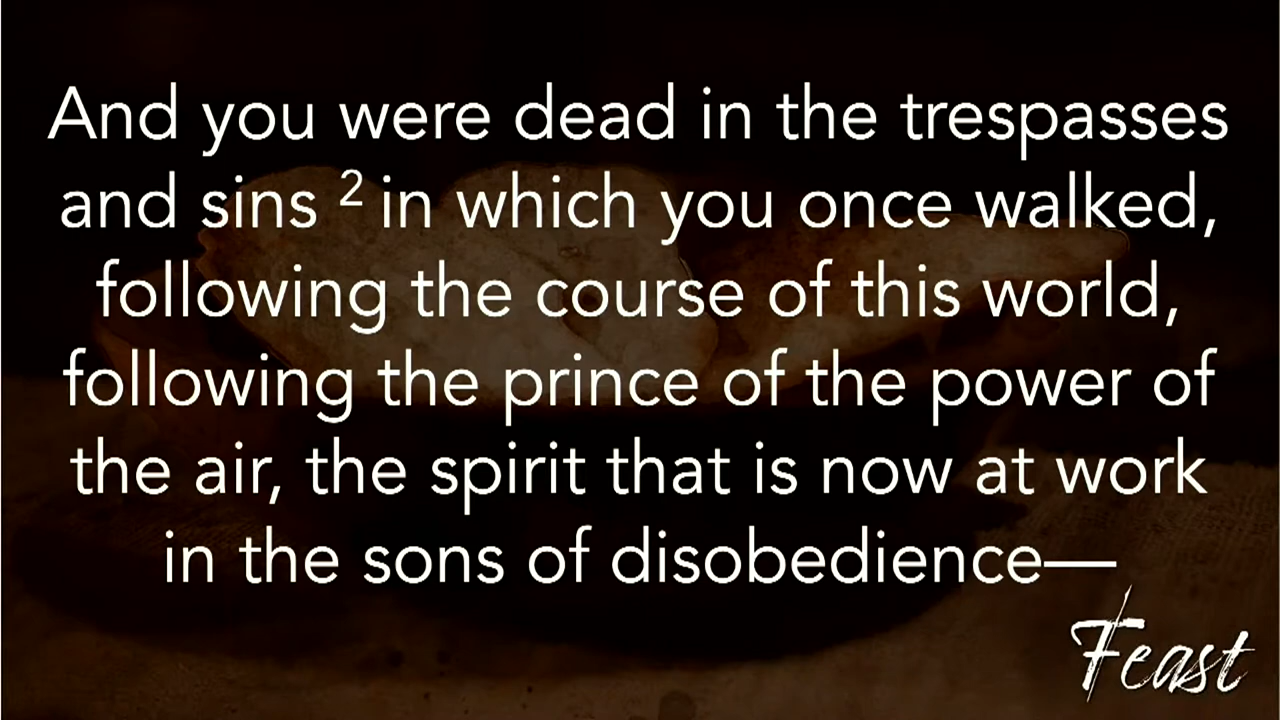 And you were dead in the trespasses
and sins ² in which you once walked,
following the course of this world,
following the prince of the power of
the air, the spirit that is now at work
in the sons of disobedience—
Feast